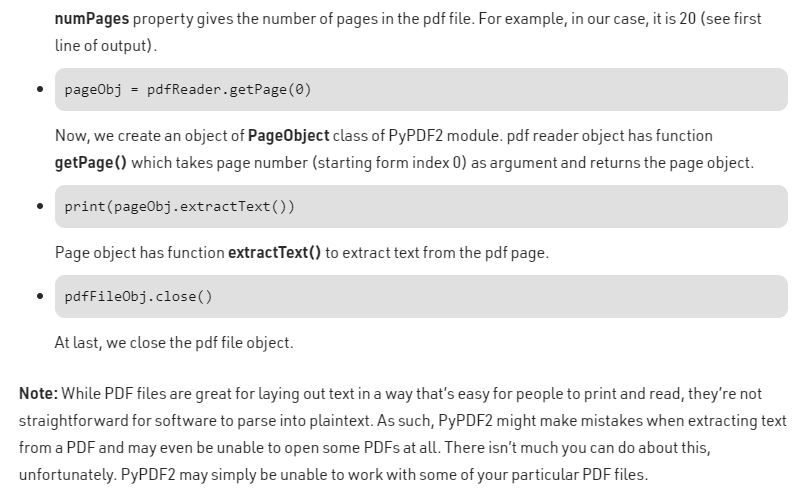 numPages property gives the number of pages in the pdf file. For example, in our case, it is 20 (see first
line of output).
pageObj = pdfReader.getPage(0)
Now, we create an object of PageObject class of PyPDF2 module. pdf reader object has function
getPage() which takes page number (starting form index 0) as argument and returns the page object.
print(pageObj.extractText())
Page object has function extractText() to extract text from the pdf page.
pdfFileObj.close()
At last, we close the pdf file object.
Note: While PDF files are great for laying out text in a way that's easy for people to print and read, they're not
straightforward for software to parse into plaintext. As such, PyPDF2 might make mistakes when extracting text
from a PDF and may even be unable to open some PDFs at all. There isn't much you can do about this,
unfortunately. PyPDF2 may simply be unable to work with some of your particular PDF files.